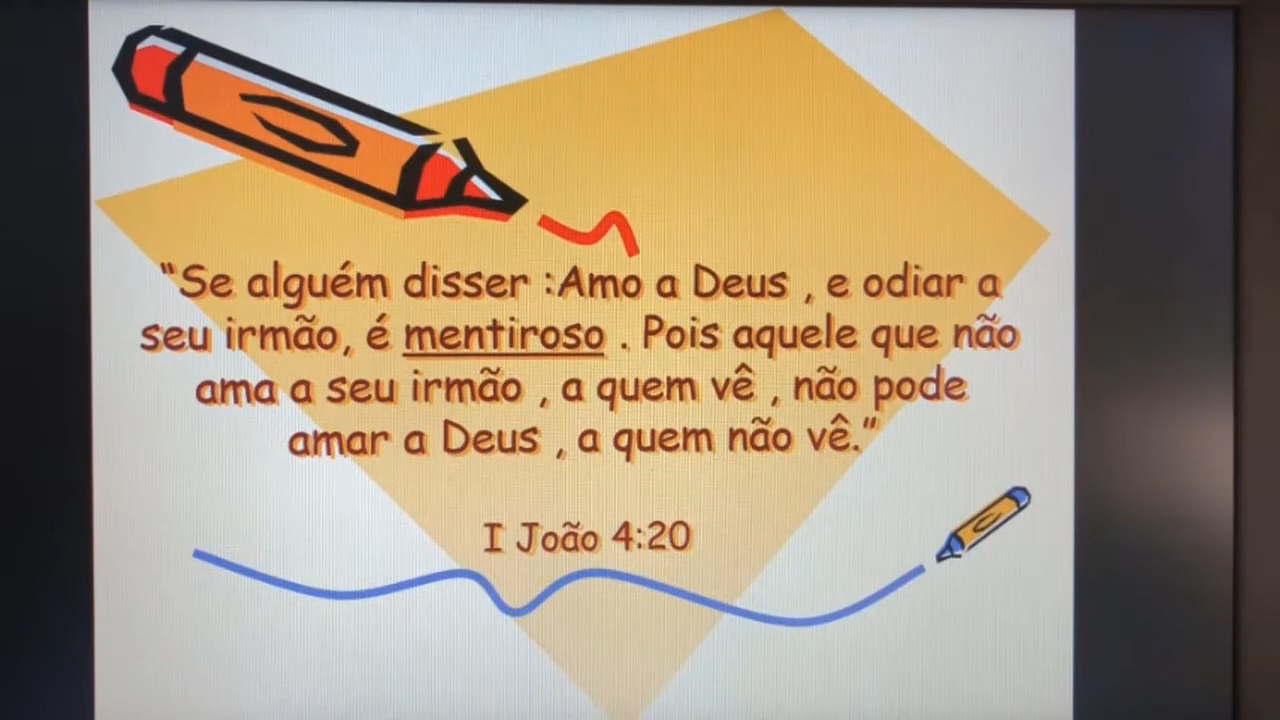 "Se alguém disser :Amo a Deus , e odiar a
seu irmão, é mentiroso . Pois aquele que não
ama a seu irmão , a quem vê , não pode
amar a Deus , a quem não vê."
I João 4:20